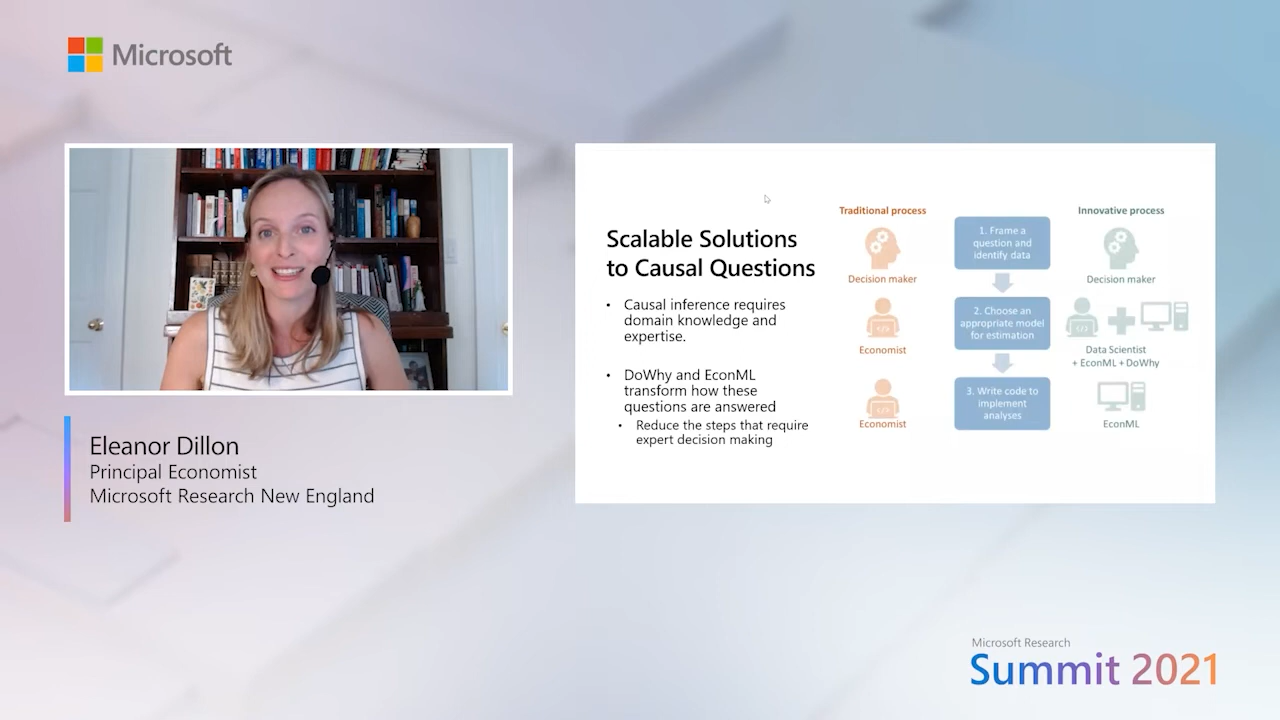 Microsoft
Eleanor Dillon
Principal Economist
Microsoft Research New England
Scalable Solutions
to Causal Questions
• Causal inference requires
domain knowledge and
expertise.
• DoWhy and EconML
transform how these
questions are answered
• Reduce the steps that require
expert decision making
Traditional process
Decision maker
Economist
Economist
1. Frame a
question and
identify data
2. Choose an
appropriate model
for estimation
3. Write code to
implement
analyses
Innovative process
Decision maker
Data Scientist
+ EconML + DoWhy
EconML
Microsoft Research
Summit 2021